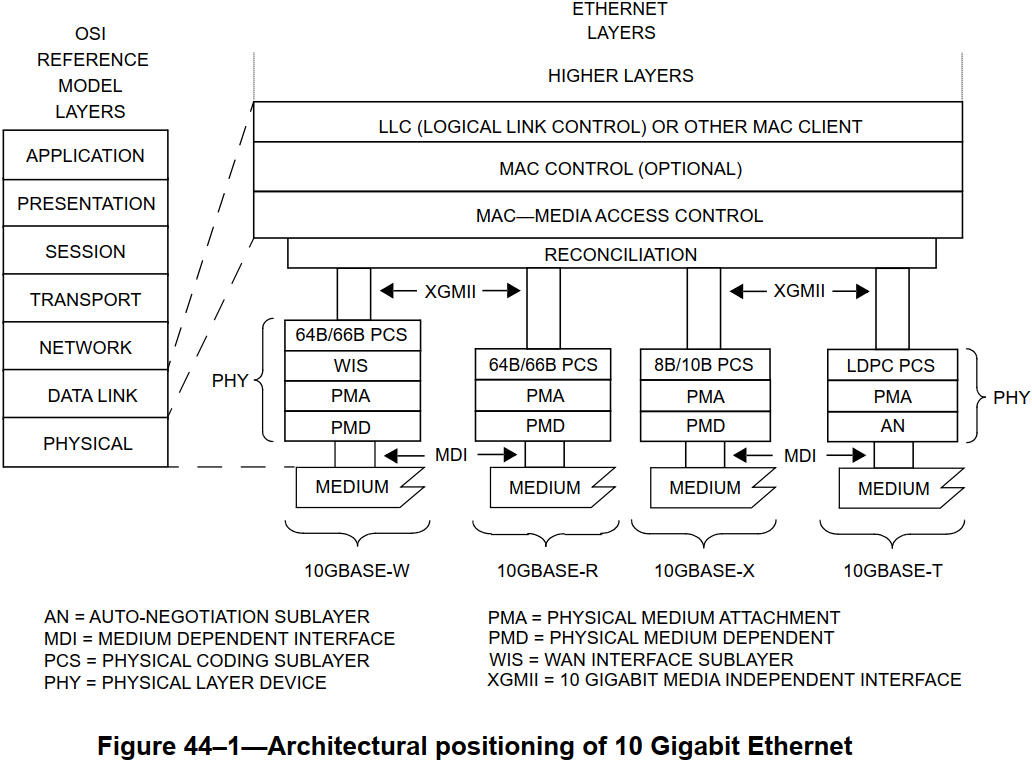 OSI
REFERENCE
MODEL
LAYERS
APPLICATION
PRESENTATION
SESSION
TRANSPORT
NETWORK
DATA LINK
PHYSICAL
ETHERNET
LAYERS
HIGHER LAYERS
LLC (LOGICAL LINK CONTROL) OR OTHER MAC CLIENT
MAC CONTROL (OPTIONAL)
MAC—MEDIA ACCESS CONTROL
RECONCILIATION
XGMII
XGMII
PHY
64B/66B PCS
WIS
PMA
PMD
64B/66B PCS
PMA
PMD
8B/10B PCS
PMA
PMD
LDPC PCS
PMA
AN
PHY
MDI
MDI
MEDIUM
MEDIUM
MEDIUM
MEDIUM
10GBASE-W
10GBASE-R
10GBASE-X
10GBASE-T
AN = AUTO-NEGOTIATION SUBLAYER
MDI = MEDIUM DEPENDENT INTERFACE
PCS = PHYSICAL CODING SUBLAYER
PHY = PHYSICAL LAYER DEVICE
PMA = PHYSICAL MEDIUM ATTACHMENT
PMD = PHYSICAL MEDIUM DEPENDENT
WIS = WAN INTERFACE SUBLAYER
XGMII = 10 GIGABIT MEDIA INDEPENDENT INTERFACE
Figure 44–1—Architectural positioning of 10 Gigabit Ethernet